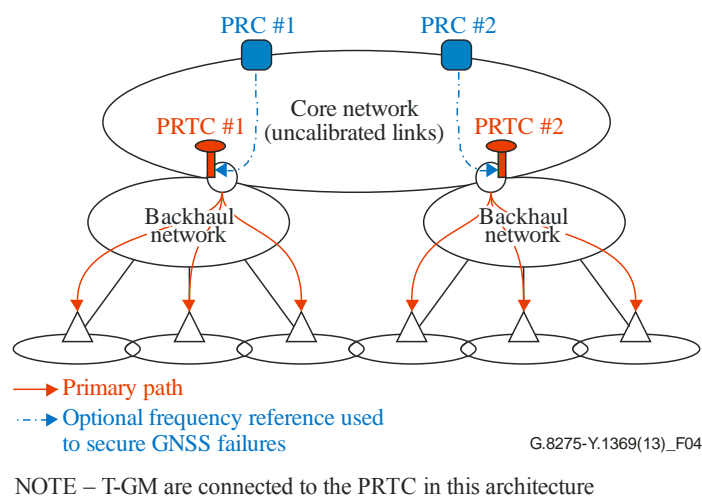 PRC #1
PRC #2
Core network
(uncalibrated links)
PRTC #1
PRTC #2
Backhaul
network
Backhaul
network
Primary path
Optional frequency reference used
to secure GNSS failures
G.8275-Y.1369(13)_F04
NOTE – T-GM are connected to the PRTC in this architecture